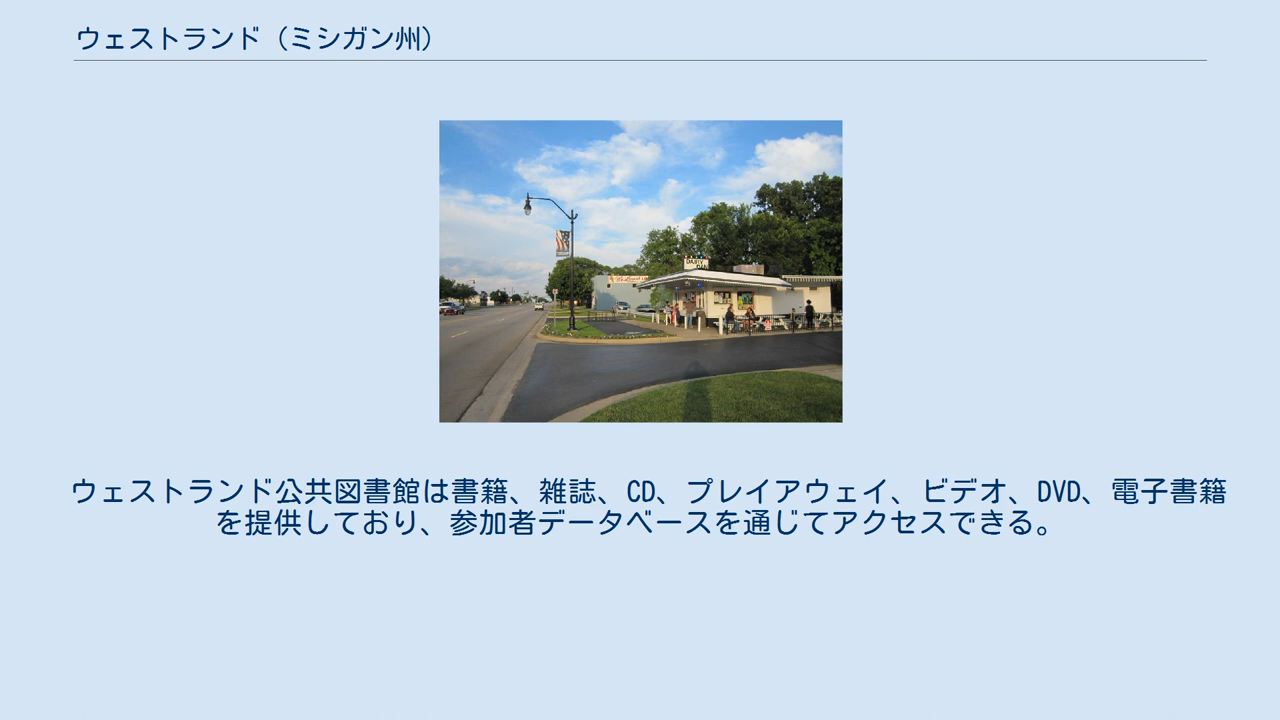 ウェストランド（ミシガン州）
DAIRY
ウェストランド公共図書館は書籍、雑誌、CD、プレイアウェイ、ビデオ、DVD、電子書籍
を提供しており、参加者データベースを通じてアクセスできる。